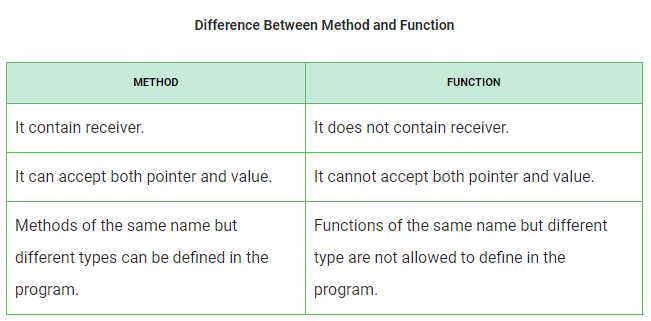 Difference Between Method and Function
METHOD
FUNCTION
It contain receiver.
It does not contain receiver.
It can accept both pointer and value.
It cannot accept both pointer and value.
Methods of the same name but
different types can be defined in the
program.
Functions of the same name but different
type are not allowed to define in the
program.